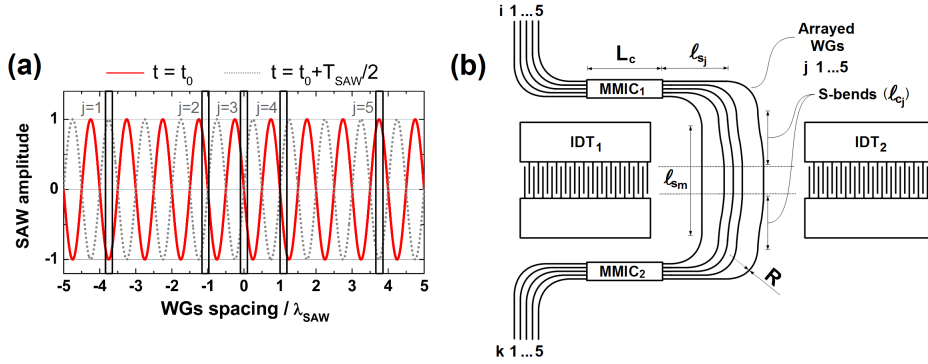 (a)
t = t0
t = t0+TSAW/2
j=1
j=2
j=3
j=4
j=5
SAW amplitude
1
0
-1
-5 -4 -3 -2 -1 0 1 2 3 4 5
WGs spacing / λSAW
(b)
i 1 ... 5
Lc
ℓsj
Arrayed
WGs
j 1 ...5
MMIC1
S-bends (ℓcj)
IDT1
IDT2
ℓsm
MMIC2
R
k 1 ... 5